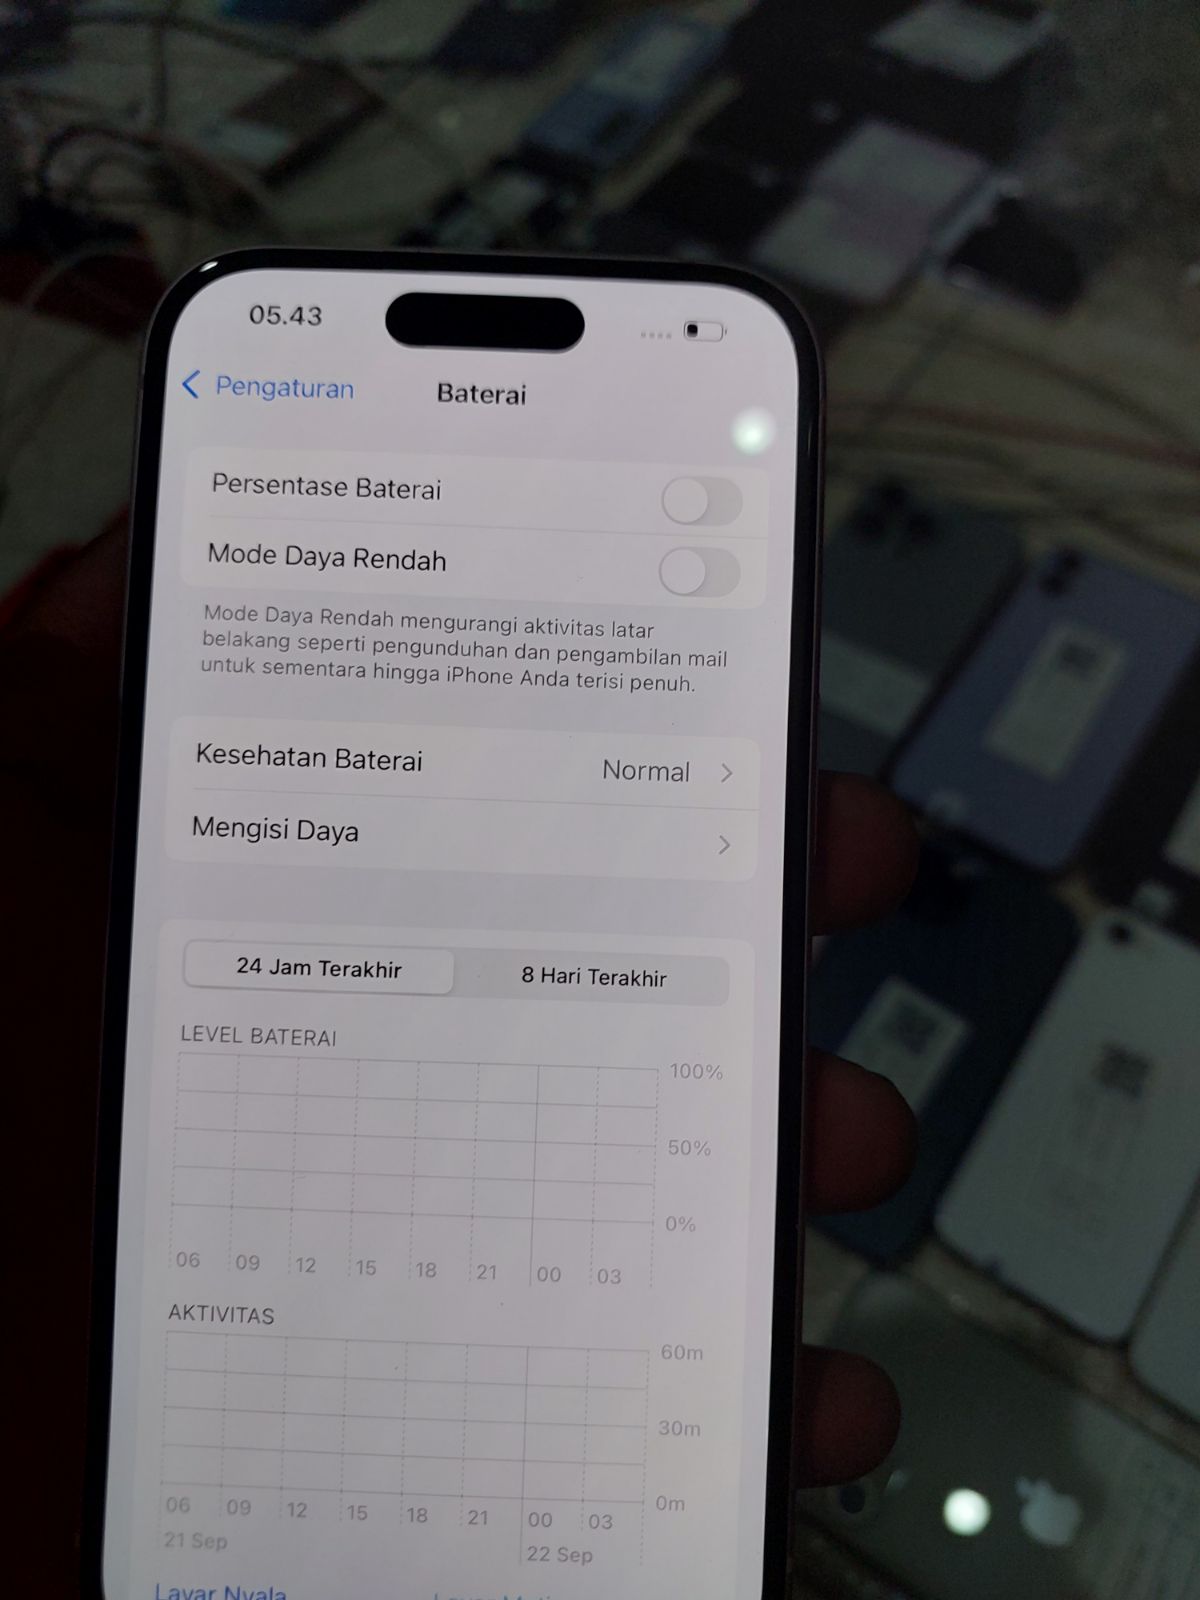 05.43
Pengaturan
Baterai
Persentase Baterai
Mode Daya Rendah
Mode Daya Rendah mengurangi aktivitas latar
belakang seperti pengunduhan dan pengambilan mail
untuk sementara hingga iPhone Anda terisi penuh.
Kesehatan Baterai Normal
Mengisi Daya
24 Jam Terakhir 8 Hari Terakhir
LEVEL BATERAI
100%
50%
0%
06 09 12 15 18 21 00 03
AKTIVITAS
60m
30m
0m
06 09 12 15 18 21 00 03
21 Sep 22 Sep
Layar Nyala